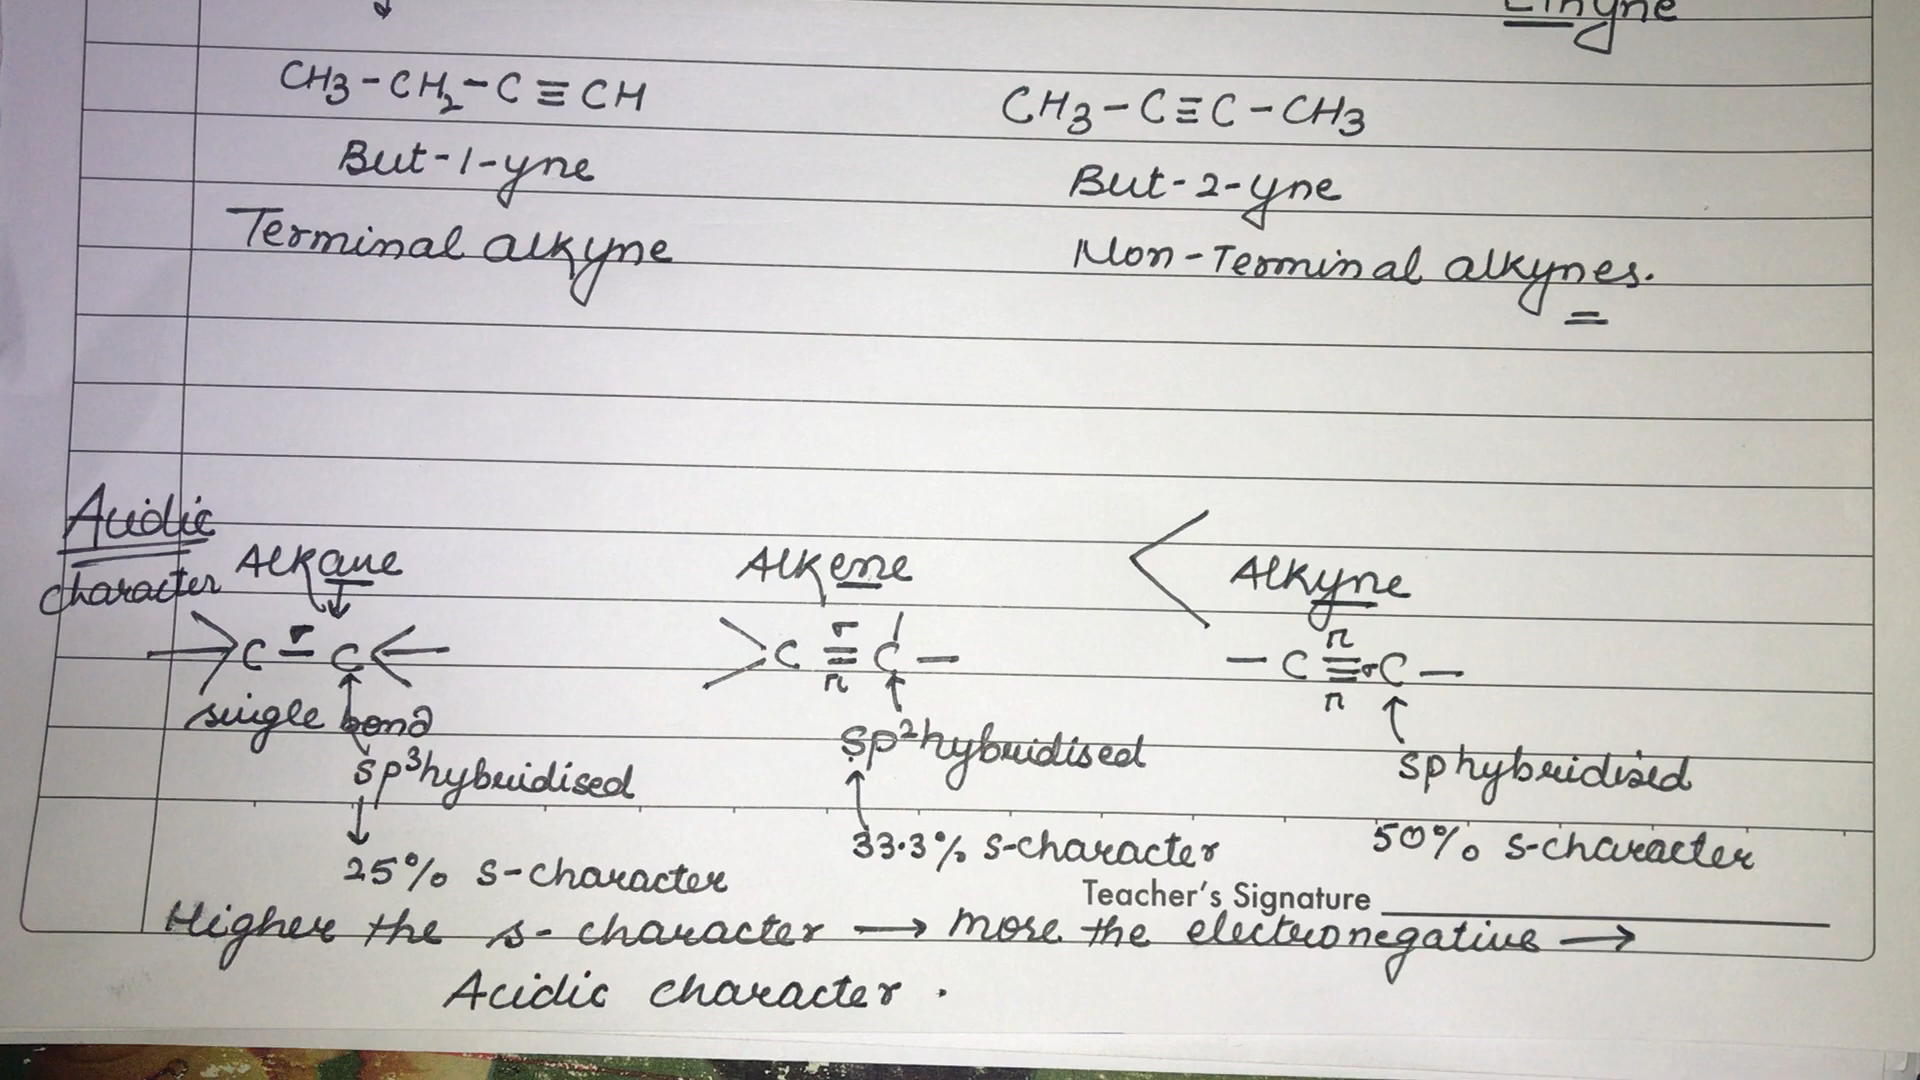 CH3-CH2-C≡CH
CH3-C≡C-CH3
But-1-yne
But-2-yne
Terminal alkyne
Non-Terminal alkynes.
Acidic
character
Alkane
Alkene
<
Alkyne
C σ– C
C σ=π C –
– C π≡σ C –
π
single bond
sp³hybridised
sp²hybridised
sp hybridised
25% s-character
33.3% s-character
50% s-character
Teacher's Signature
Higher the s-character → more the electronegative →
Acidic character.